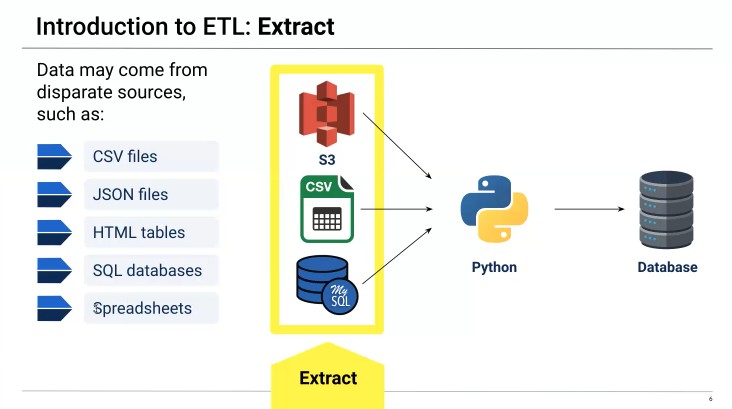 Introduction to ETL: Extract
Data may come from
disparate sources,
such as:
CSV files
JSON files
HTML tables
SQL databases
Spreadsheets
S3
CSV
My
SQL
Python
Database
Extract
6